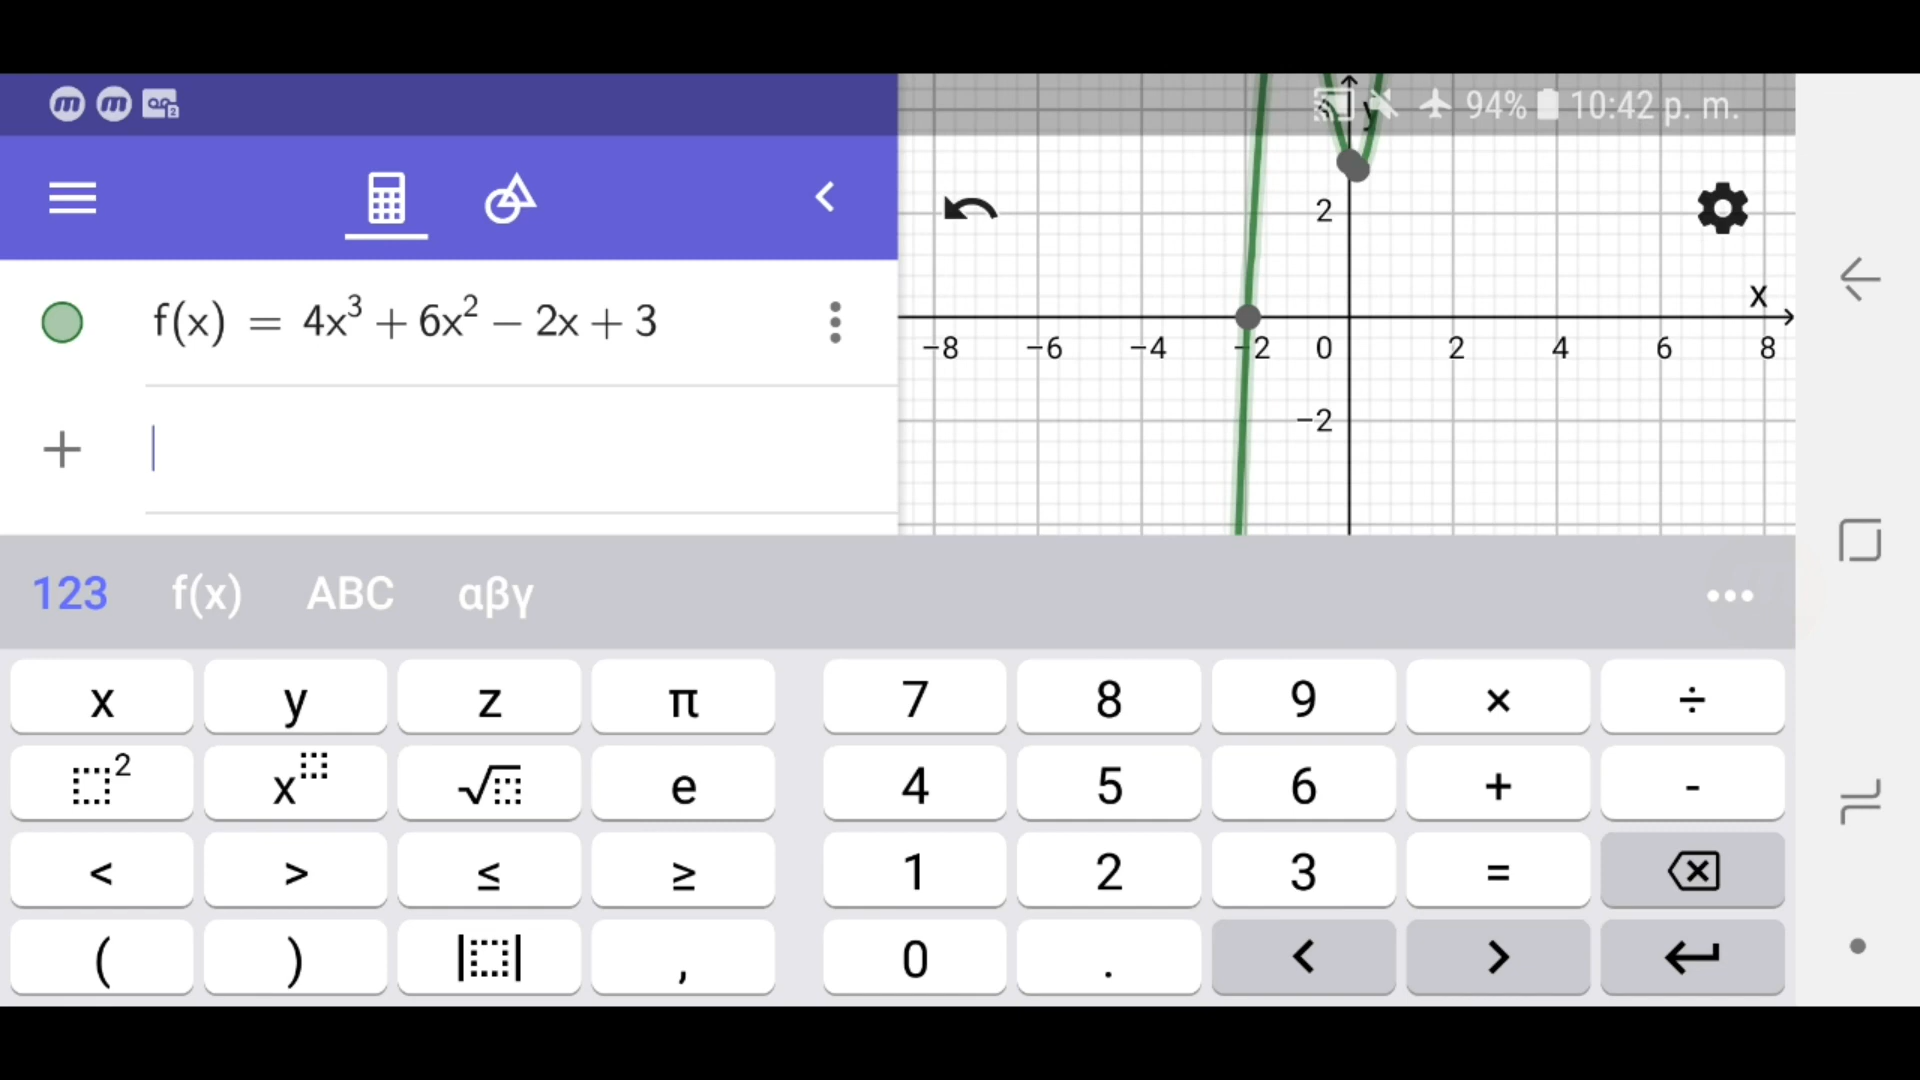 94% 10:42 p. m.
f(x) = 4x³ + 6x² − 2x + 3
+
y
2
x
−8 −6 −4 −2 0 2 4 6 8
−2
123 f(x) ABC αβγ
x y z π 7 8 9 × ÷
² x √ e 4 5 6 + -
< > ≤ ≥ 1 2 3 =
( ) | | , 0 . < >